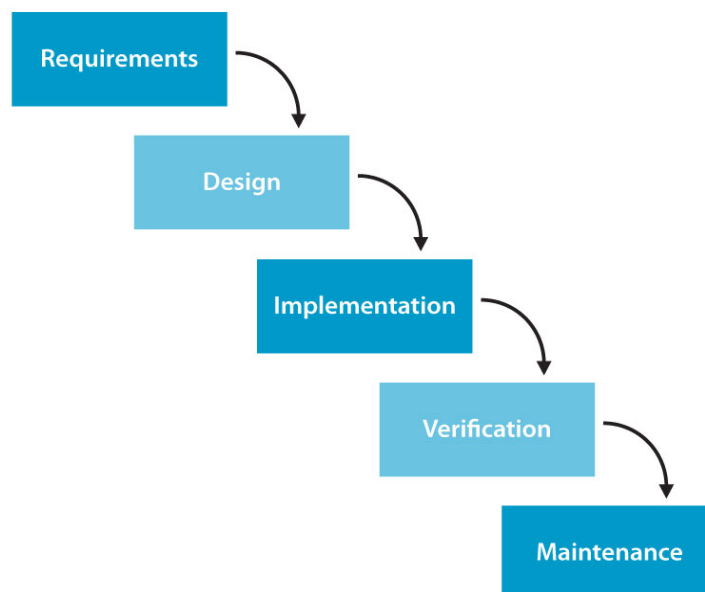 Requirements
Design
Implementation
Verification
Maintenance